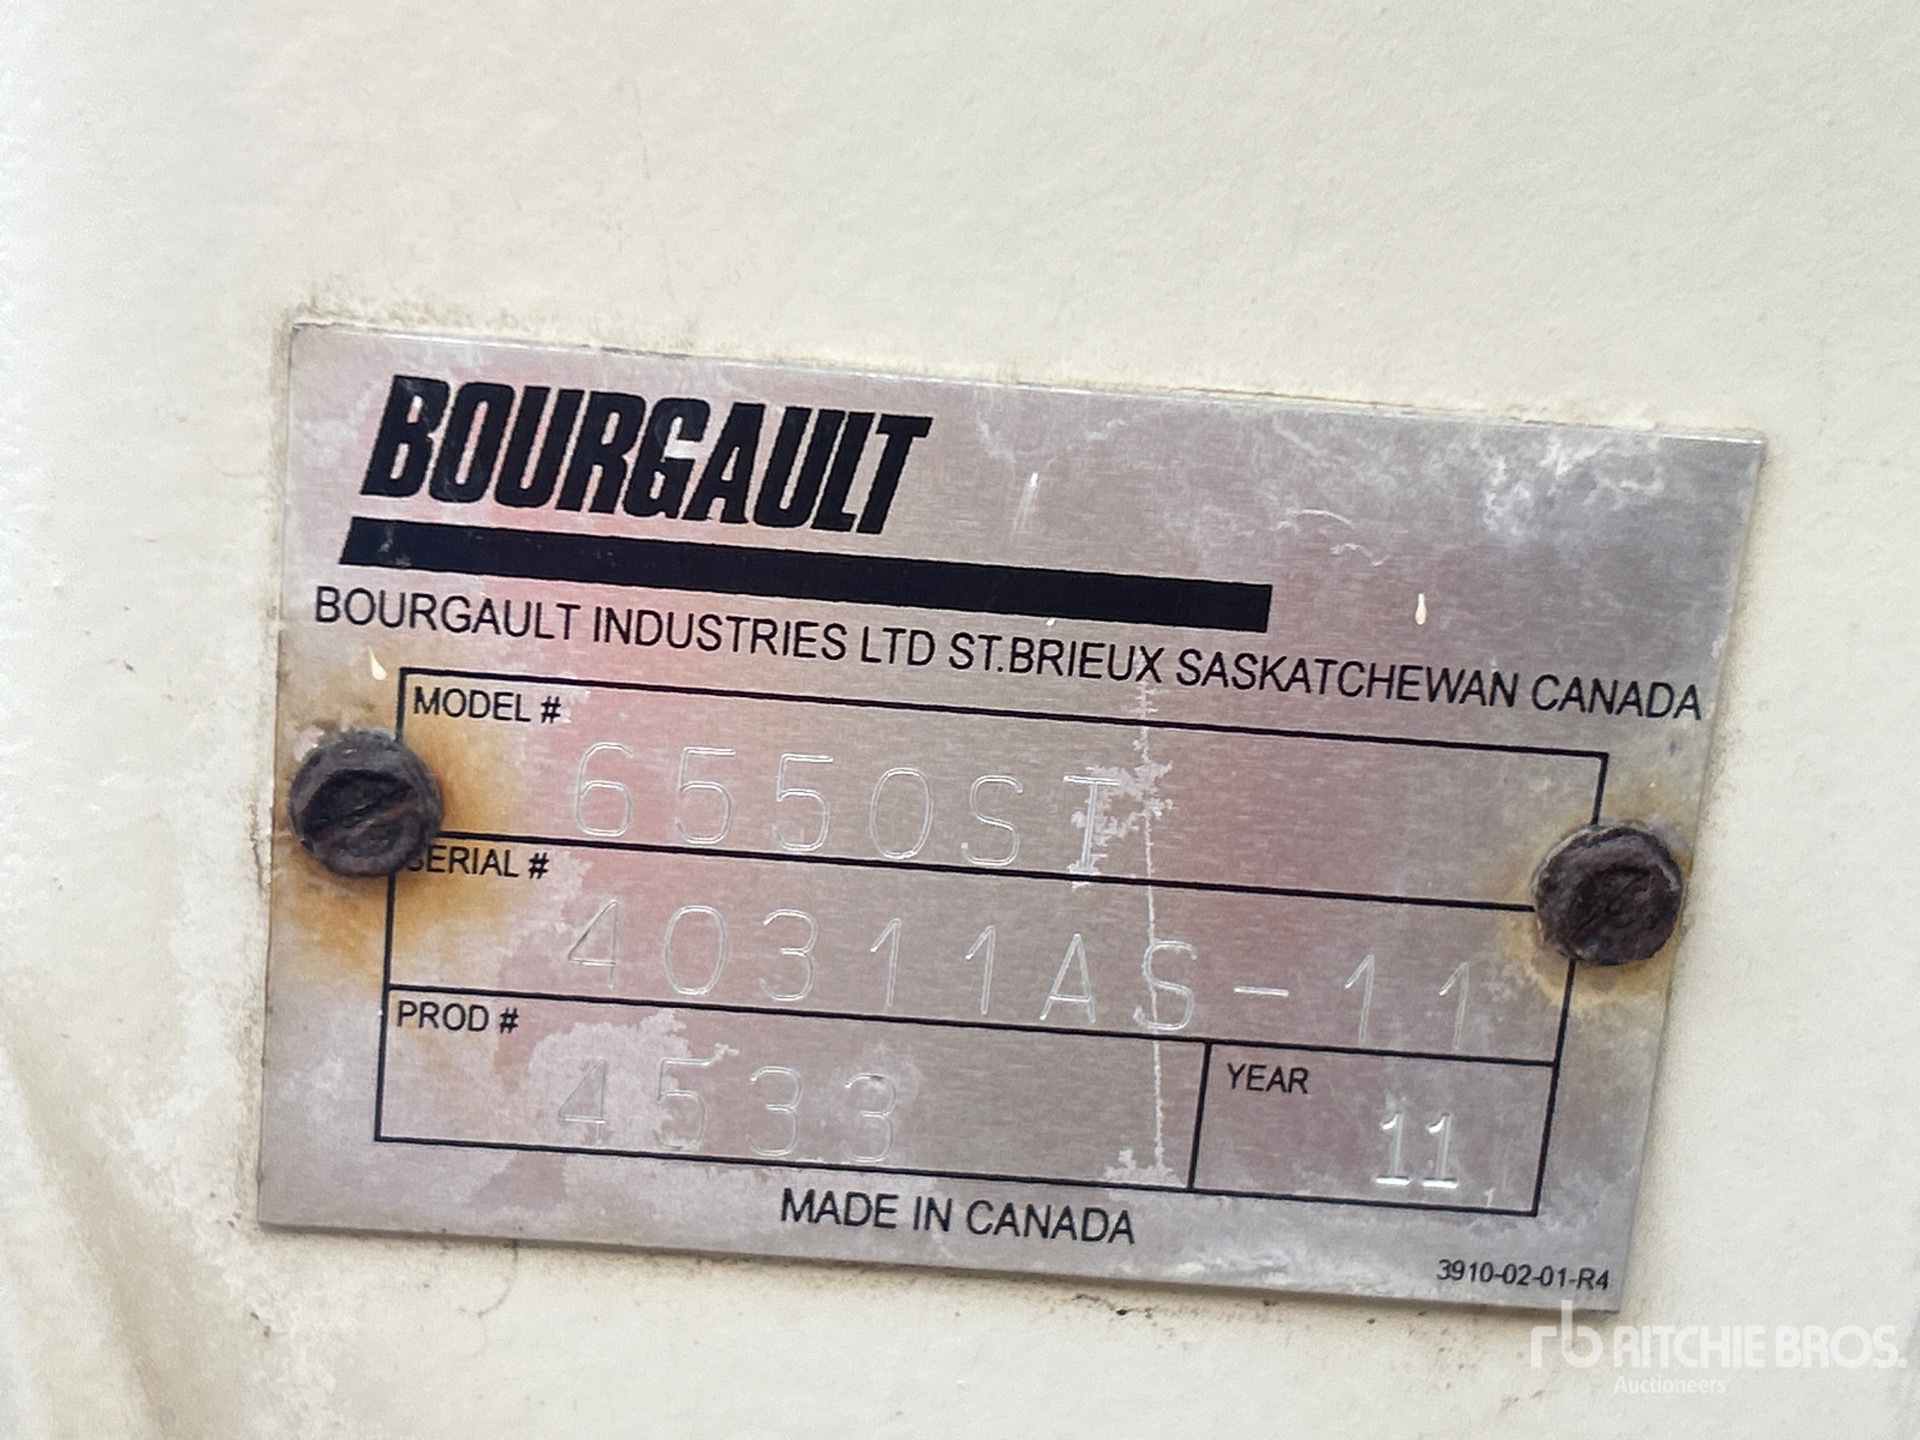 BOURGAULT
BOURGAULT INDUSTRIES LTD ST.BRIEUX SASKATCHEWAN CANADA
MODEL #
6550ST
SERIAL #
40311AS-11
PROD #
4533
YEAR
11
MADE IN CANADA
3910-02-01-R4
rb RITCHIE BROS.
Auctioneers